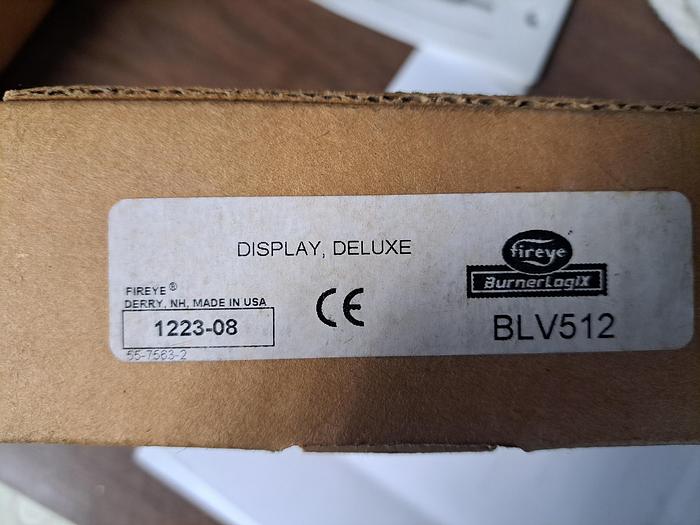 DISPLAY, DELUXE
fireye
BurnerLogiX
FIREYE ®
DERRY, NH, MADE IN USA
CE
1223-08
BLV512
55-7563-2